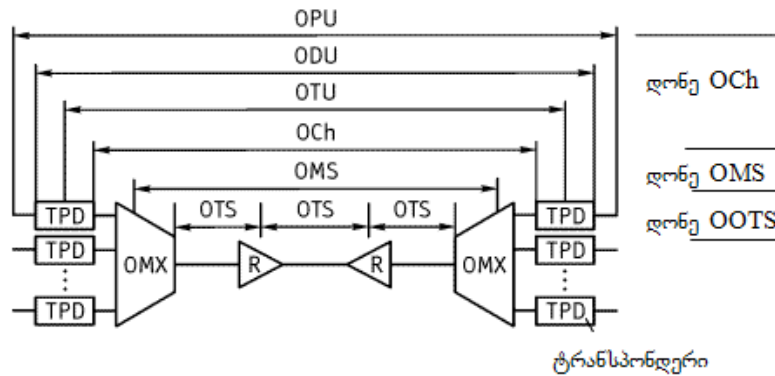 OPU
ODU
OTU
დონე OCh
OCh
OMS
დონე OMS
TPD OTS OTS OTS TPD
დონე OOTS
TPD OMX R R OMX TPD
TPD TPD
ტრანსპონდერი